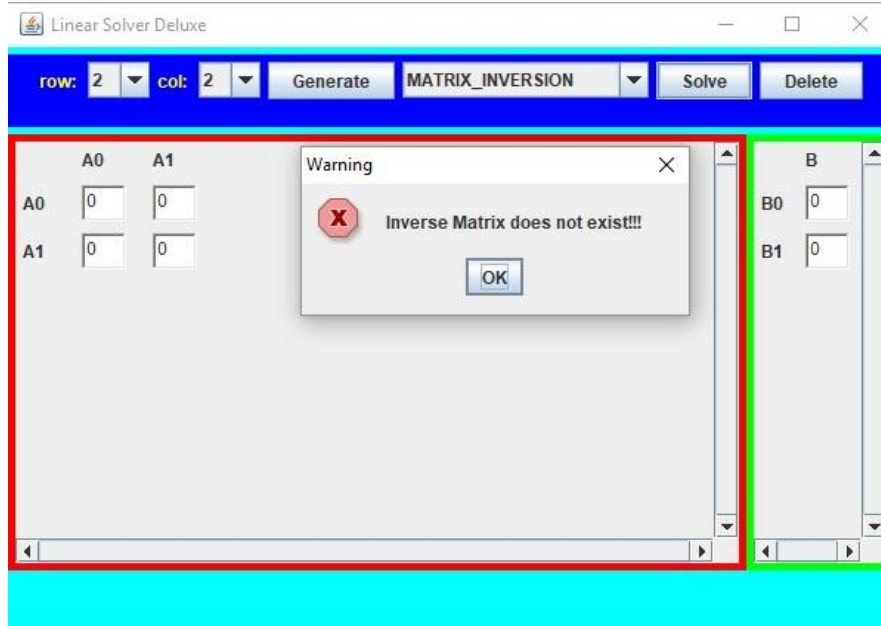 Linear Solver Deluxe
row: 2 col: 2 Generate MATRIX_INVERSION Solve Delete
A0 A1 B
A0 0 0 B0 0
A1 0 0 B1 0
Warning
Inverse Matrix does not exist!!!
OK